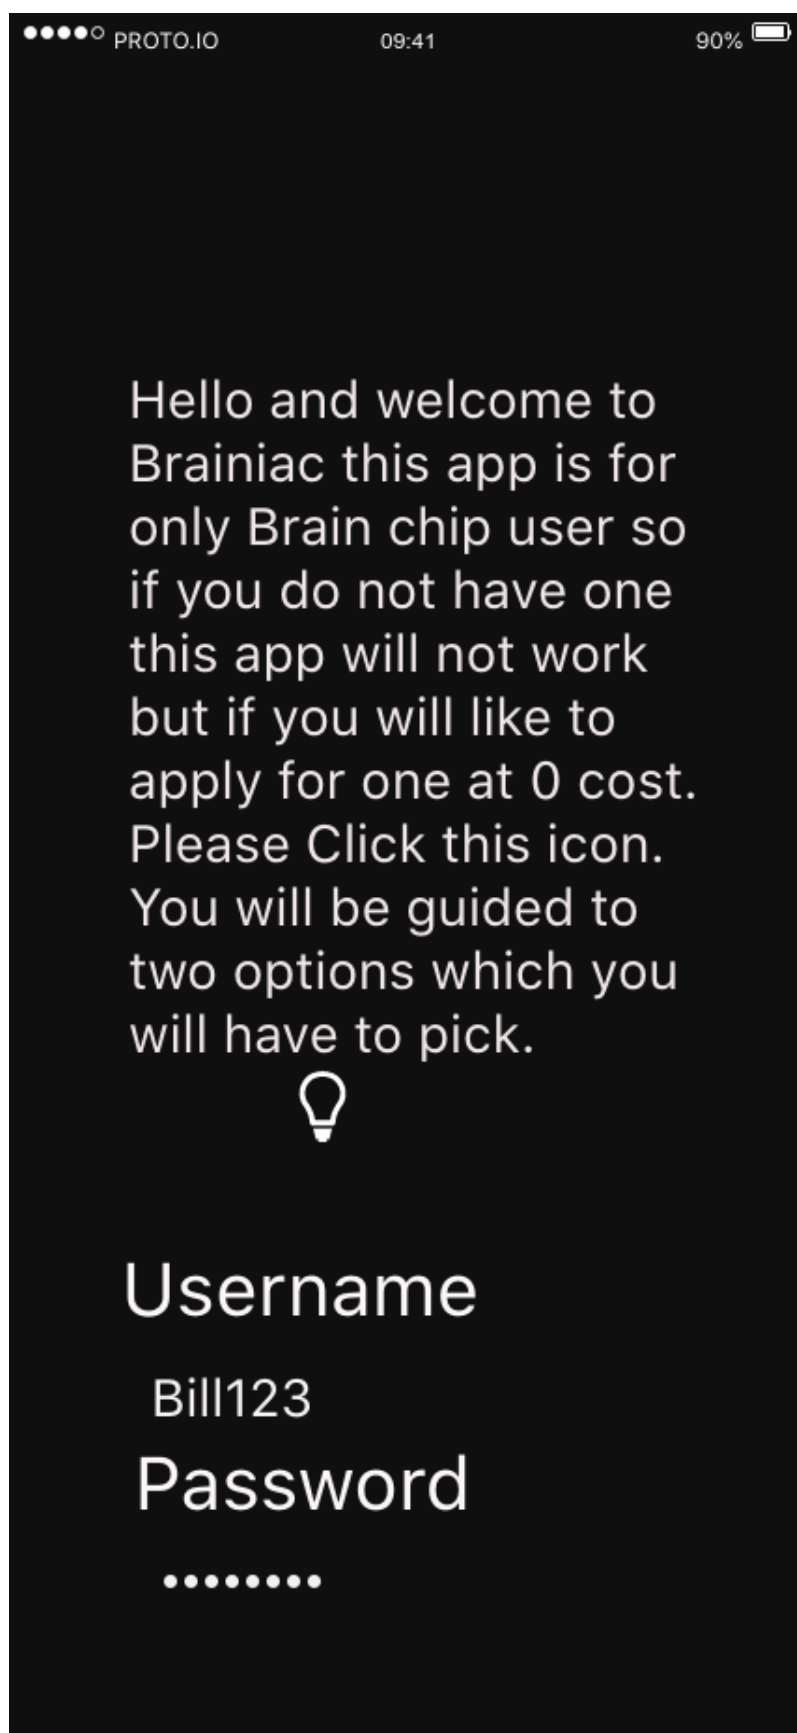 PROTO.IO 09:41 90%
Hello and welcome to
Brainiac this app is for
only Brain chip user so
if you do not have one
this app will not work
but if you will like to
apply for one at 0 cost.
Please Click this icon.
You will be guided to
two options which you
will have to pick.
Username
Bill123
Password
••••••••